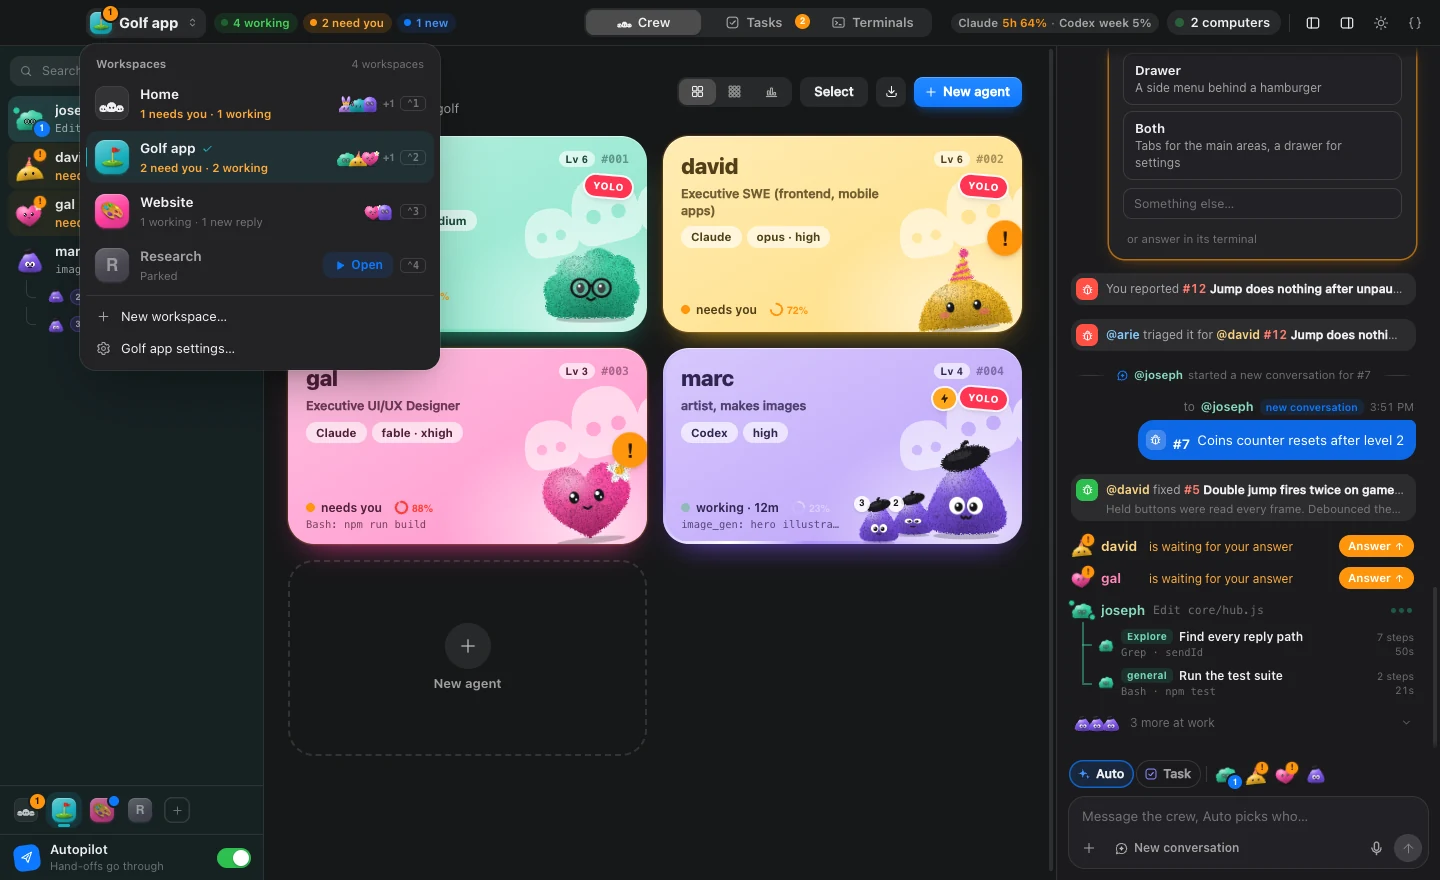 1
Golf app
4 working
2 need you
1 new
Crew
Tasks
2
Terminals
Claude 5h 64% · Codex week 5%
2 computers
{}
Workspaces
4 workspaces
Home
1 needs you · 1 working
+1
^1
Golf app
2 need you · 2 working
+1
^2
Website
1 working · 1 new reply
^3
R
Research
Parked
Open
^4
New workspace...
Golf app settings...
Search
jose
Edit
1
davi
need
!
gal
need
!
mar
imag
2
3
golf
Select
New agent
Lv 6 #001
YOLO
dium
%
david
Lv 6 #002
YOLO
Executive SWE (frontend, mobile
apps)
Claude
opus · high
!
needs you
72%
gal
Lv 3 #003
Executive UI/UX Designer
Claude
fable · xhigh
!
needs you
88%
Bash: npm run build
marc
Lv 4 #004
YOLO
artist, makes images
Codex
high
working · 12m
23%
image_gen: hero illustra...
3
2
New agent
1
R
Autopilot
Hand-offs go through
Drawer
A side menu behind a hamburger
Both
Tabs for the main areas, a drawer for
settings
Something else...
or answer in its terminal
You reported #12 Jump does nothing after unpau...
@arie triaged it for @david #12 Jump does nothi...
@joseph started a new conversation for #7
to @joseph new conversation 3:51 PM
#7 Coins counter resets after level 2
@david fixed #5 Double jump fires twice on game...
Held buttons were read every frame. Debounced the...
! david is waiting for your answer
Answer ↑
! gal is waiting for your answer
Answer ↑
joseph Edit core/hub.js
Explore Find every reply path
7 steps
Grep · sendId
50s
general Run the test suite
2 steps
Bash · npm test
21s
3 more at work
Auto
Task
1
!
!
Message the crew, Auto picks who...
New conversation